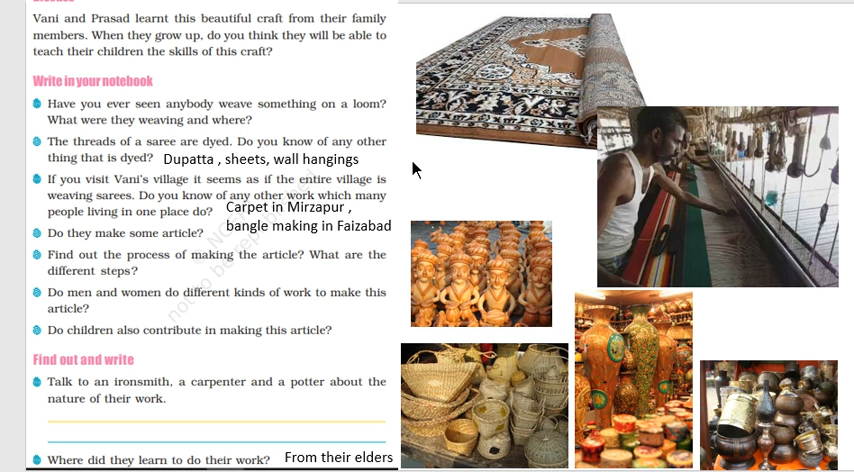 Vani and Prasad learnt this beautiful craft from their family
members. When they grow up, do you think they will be able to
teach their children the skills of this craft?
Write in your notebook
Have you ever seen anybody weave something on a loom?
What were they weaving and where?
The threads of a saree are dyed. Do you know of any other
thing that is dyed? Dupatta , sheets, wall hangings
If you visit Vani's village it seems as if the entire village is
weaving sarees. Do you know of any other work which many
people living in one place do? Carpet in Mirzapur ,
bangle making in Faizabad
Do they make some article?
Find out the process of making the article? What are the
different steps?
Do men and women do different kinds of work to make this
article?
Do children also contribute in making this article?
Find out and write
Talk to an ironsmith, a carpenter and a potter about the
nature of their work.
Where did they learn to do their work? From their elders